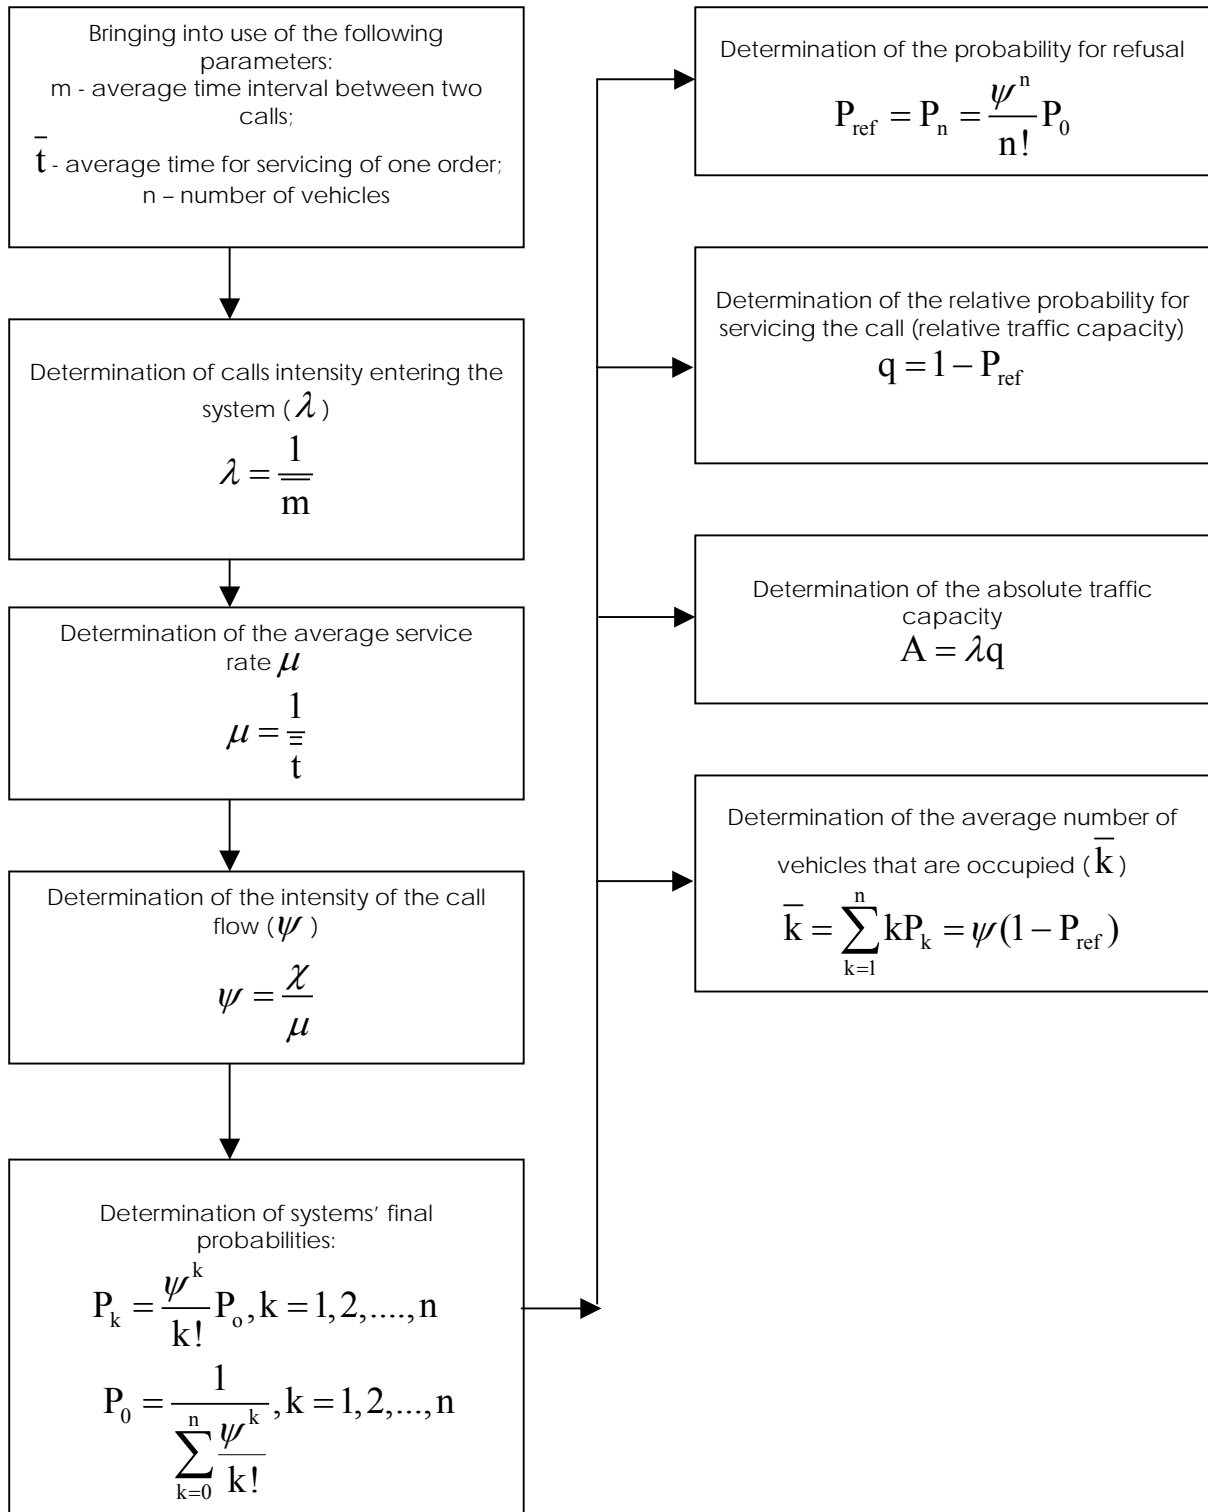 Bringing into use of the following
parameters:
m - average time interval between two
calls;
t̄ - average time for servicing of one order;
n – number of vehicles
Determination of calls intensity entering the
system ( λ )
λ = 1 / m̄
Determination of the average service
rate μ
μ = 1 / t̿
Determination of the intensity of the call
flow (ψ )
ψ = χ / μ
Determination of systems’ final
probabilities:
P_k = ψ^k / k! P_o , k = 1, 2, ...., n
P_0 = 1 / ∑_{k=0}^{n} ψ^k / k! , k = 1, 2, ..., n
Determination of the probability for refusal
P_ref = P_n = ψ^n / n! P_0
Determination of the relative probability for
servicing the call (relative traffic capacity)
q = 1 − P_ref
Determination of the absolute traffic
capacity
A = λq
Determination of the average number of
vehicles that are occupied ( k̄ )
k̄ = ∑_{k=1}^{n} kP_k = ψ(1 − P_ref)